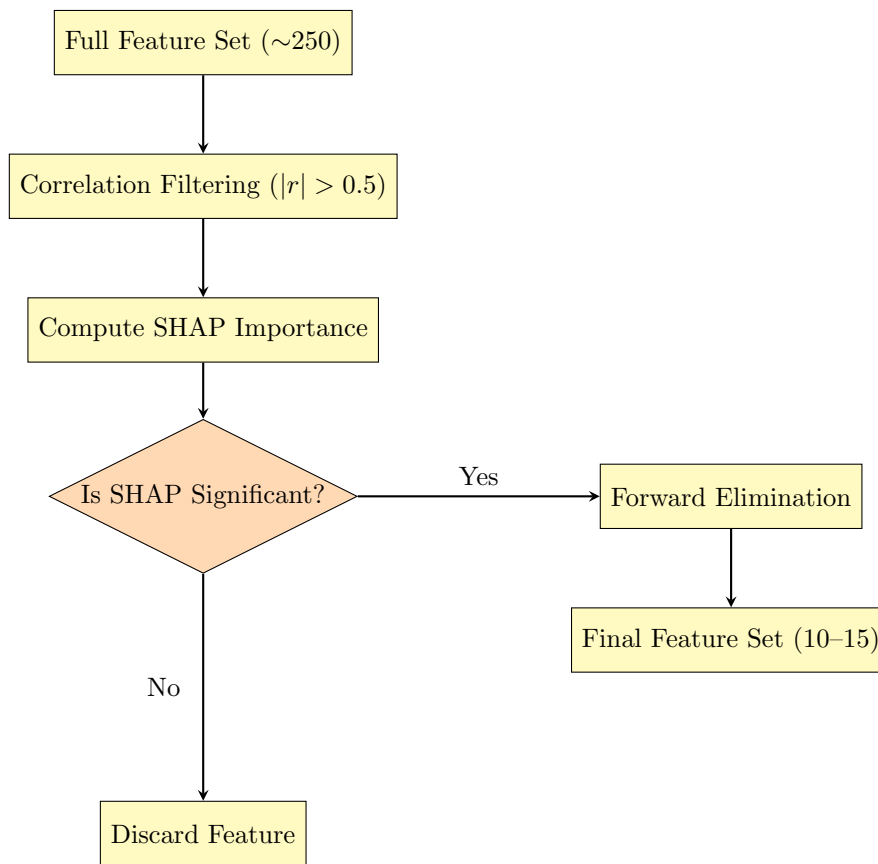 Full Feature Set (∼250)
Correlation Filtering (|r| > 0.5)
Compute SHAP Importance
Is SHAP Significant?
Yes
Forward Elimination
Final Feature Set (10–15)
No
Discard Feature